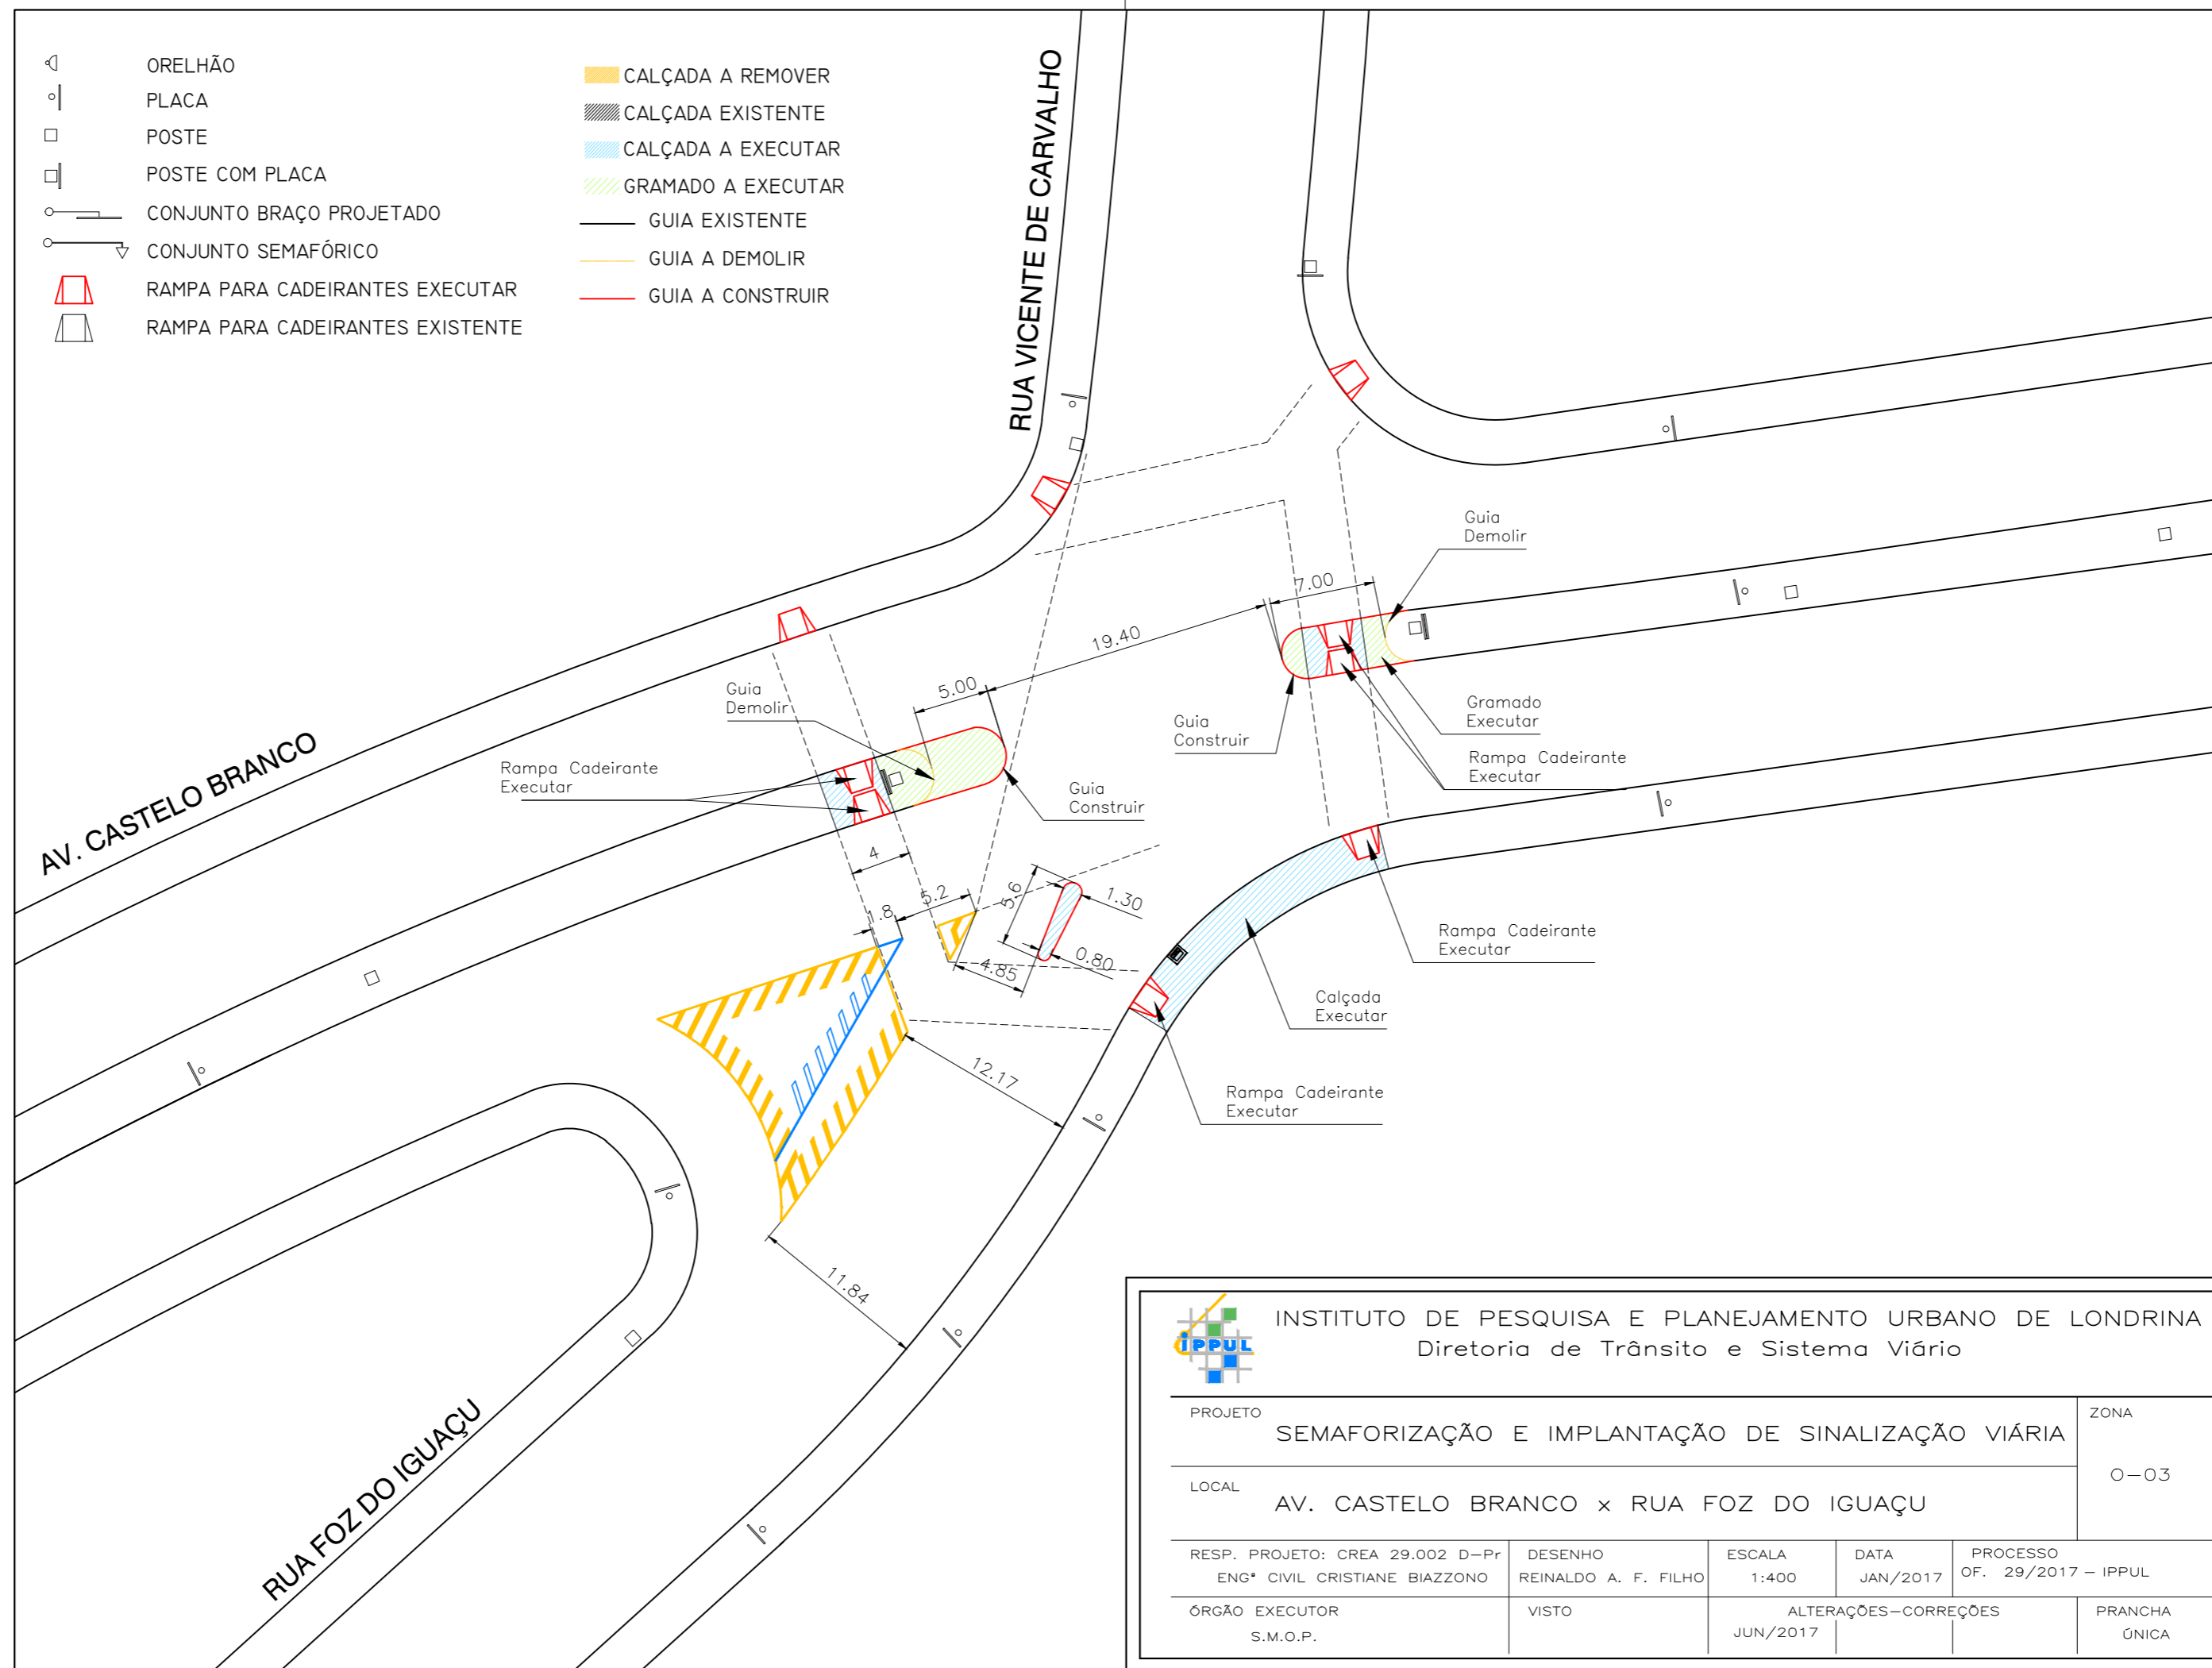 ORELHÃO
PLACA
POSTE
POSTE COM PLACA
CONJUNTO BRAÇO PROJETADO
CONJUNTO SEMAFÓRICO
RAMPA PARA CADEIRANTES EXECUTAR
RAMPA PARA CADEIRANTES EXISTENTE
CALÇADA A REMOVER
CALÇADA EXISTENTE
CALÇADA A EXECUTAR
GRAMADO A EXECUTAR
GUIA EXISTENTE
GUIA A DEMOLIR
GUIA A CONSTRUIR
RUA VICENTE DE CARVALHO
AV. CASTELO BRANCO
RUA FOZ DO IGUAÇU
Guia
Demolir
7.00
19.40
Guia
Demolir
5.00
Gramado
Executar
Guia
Construir
Rampa Cadeirante
Executar
Rampa Cadeirante
Executar
Guia
Construir
4
5.2
.8
5.6
1.30
0.80
4.85
Rampa Cadeirante
Executar
Calçada
Executar
12.17
Rampa Cadeirante
Executar
11.84
iPPUL
INSTITUTO DE PESQUISA E PLANEJAMENTO URBANO DE LONDRINA
Diretoria de Trânsito e Sistema Viário
PROJETO
SEMAFORIZAÇÃO E IMPLANTAÇÃO DE SINALIZAÇÃO VIÁRIA
ZONA
O-03
LOCAL
AV. CASTELO BRANCO x RUA FOZ DO IGUAÇU
RESP. PROJETO: CREA 29.002 D-Pr
ENGª CIVIL CRISTIANE BIAZZONO
DESENHO
REINALDO A. F. FILHO
ESCALA
1:400
DATA
JAN/2017
PROCESSO
OF. 29/2017 - IPPUL
ÓRGÃO EXECUTOR
S.M.O.P.
VISTO
ALTERAÇÕES-CORREÇÕES
JUN/2017
PRANCHA
ÚNICA